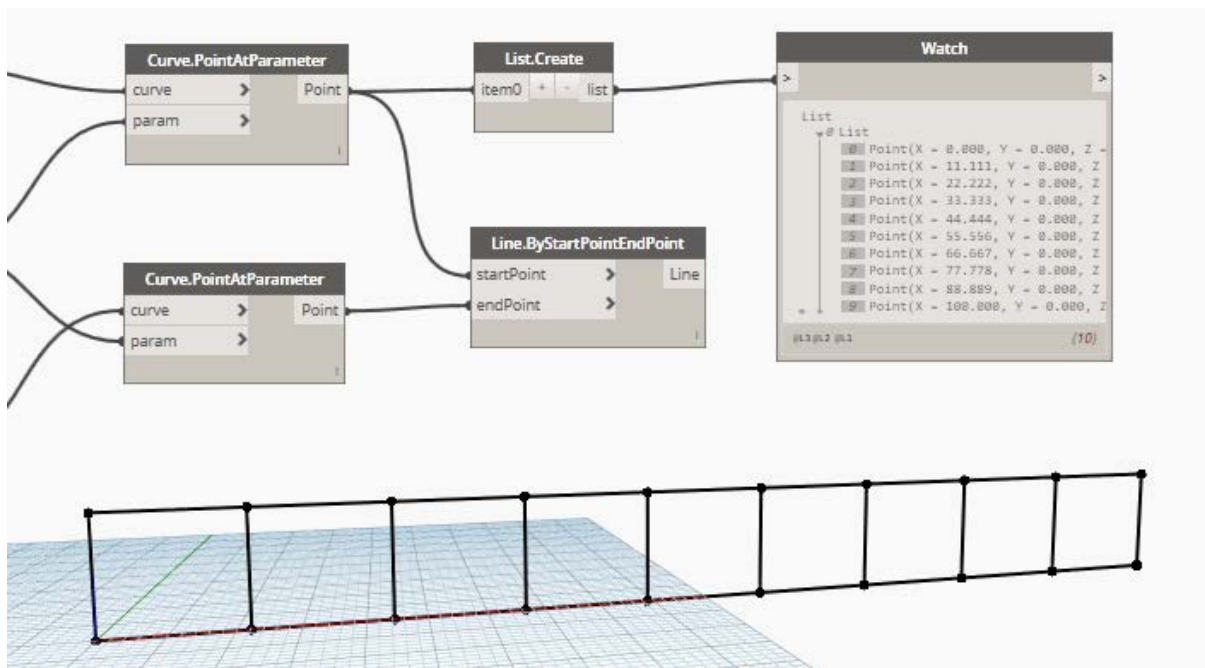 Curve.PointAtParameter
curve > Point
param >
List.Create
item0 + - list
Watch
> >
List
0 List
0 Point(X = 0.000, Y = 0.000, Z =
1 Point(X = 11.111, Y = 0.000, Z
2 Point(X = 22.222, Y = 0.000, Z
3 Point(X = 33.333, Y = 0.000, Z
4 Point(X = 44.444, Y = 0.000, Z
5 Point(X = 55.556, Y = 0.000, Z
6 Point(X = 66.667, Y = 0.000, Z
7 Point(X = 77.778, Y = 0.000, Z
8 Point(X = 88.889, Y = 0.000, Z
9 Point(X = 100.000, Y = 0.000, Z
@L3 @L2 @L1 (10)
Curve.PointAtParameter
curve > Point
param >
Line.ByStartPointEndPoint
startPoint > Line
endPoint >